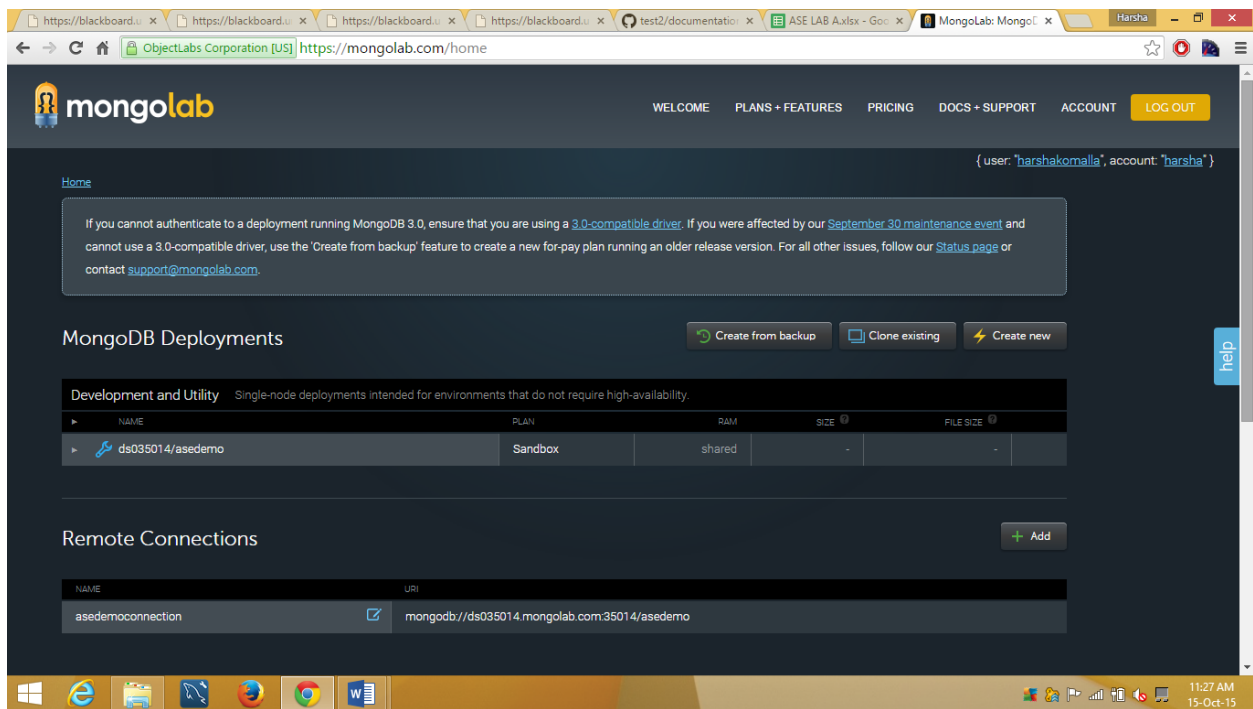 https://blackboard.u
https://blackboard.u
https://blackboard.u
https://blackboard.u
test2/documentatio
ASE LAB A.xlsx - Goo
MongoLab: MongoD
Harsha
ObjectLabs Corporation [US] https://mongolab.com/home
mongolab
WELCOME PLANS + FEATURES PRICING DOCS + SUPPORT ACCOUNT LOG OUT
{ user: "harshakomalla", account: "harsha" }
Home
If you cannot authenticate to a deployment running MongoDB 3.0, ensure that you are using a 3.0-compatible driver. If you were affected by our September 30 maintenance event and
cannot use a 3.0-compatible driver, use the 'Create from backup' feature to create a new for-pay plan running an older release version. For all other issues, follow our Status page or
contact support@mongolab.com.
MongoDB Deployments
Create from backup
Clone existing
Create new
help
Development and Utility Single-node deployments intended for environments that do not require high-availability.
NAME PLAN RAM SIZE FILE SIZE
ds035014/asedemo Sandbox shared - -
Remote Connections
+ Add
NAME URI
asedemoconnection mongodb://ds035014.mongolab.com:35014/asedemo
11:27 AM
15-Oct-15